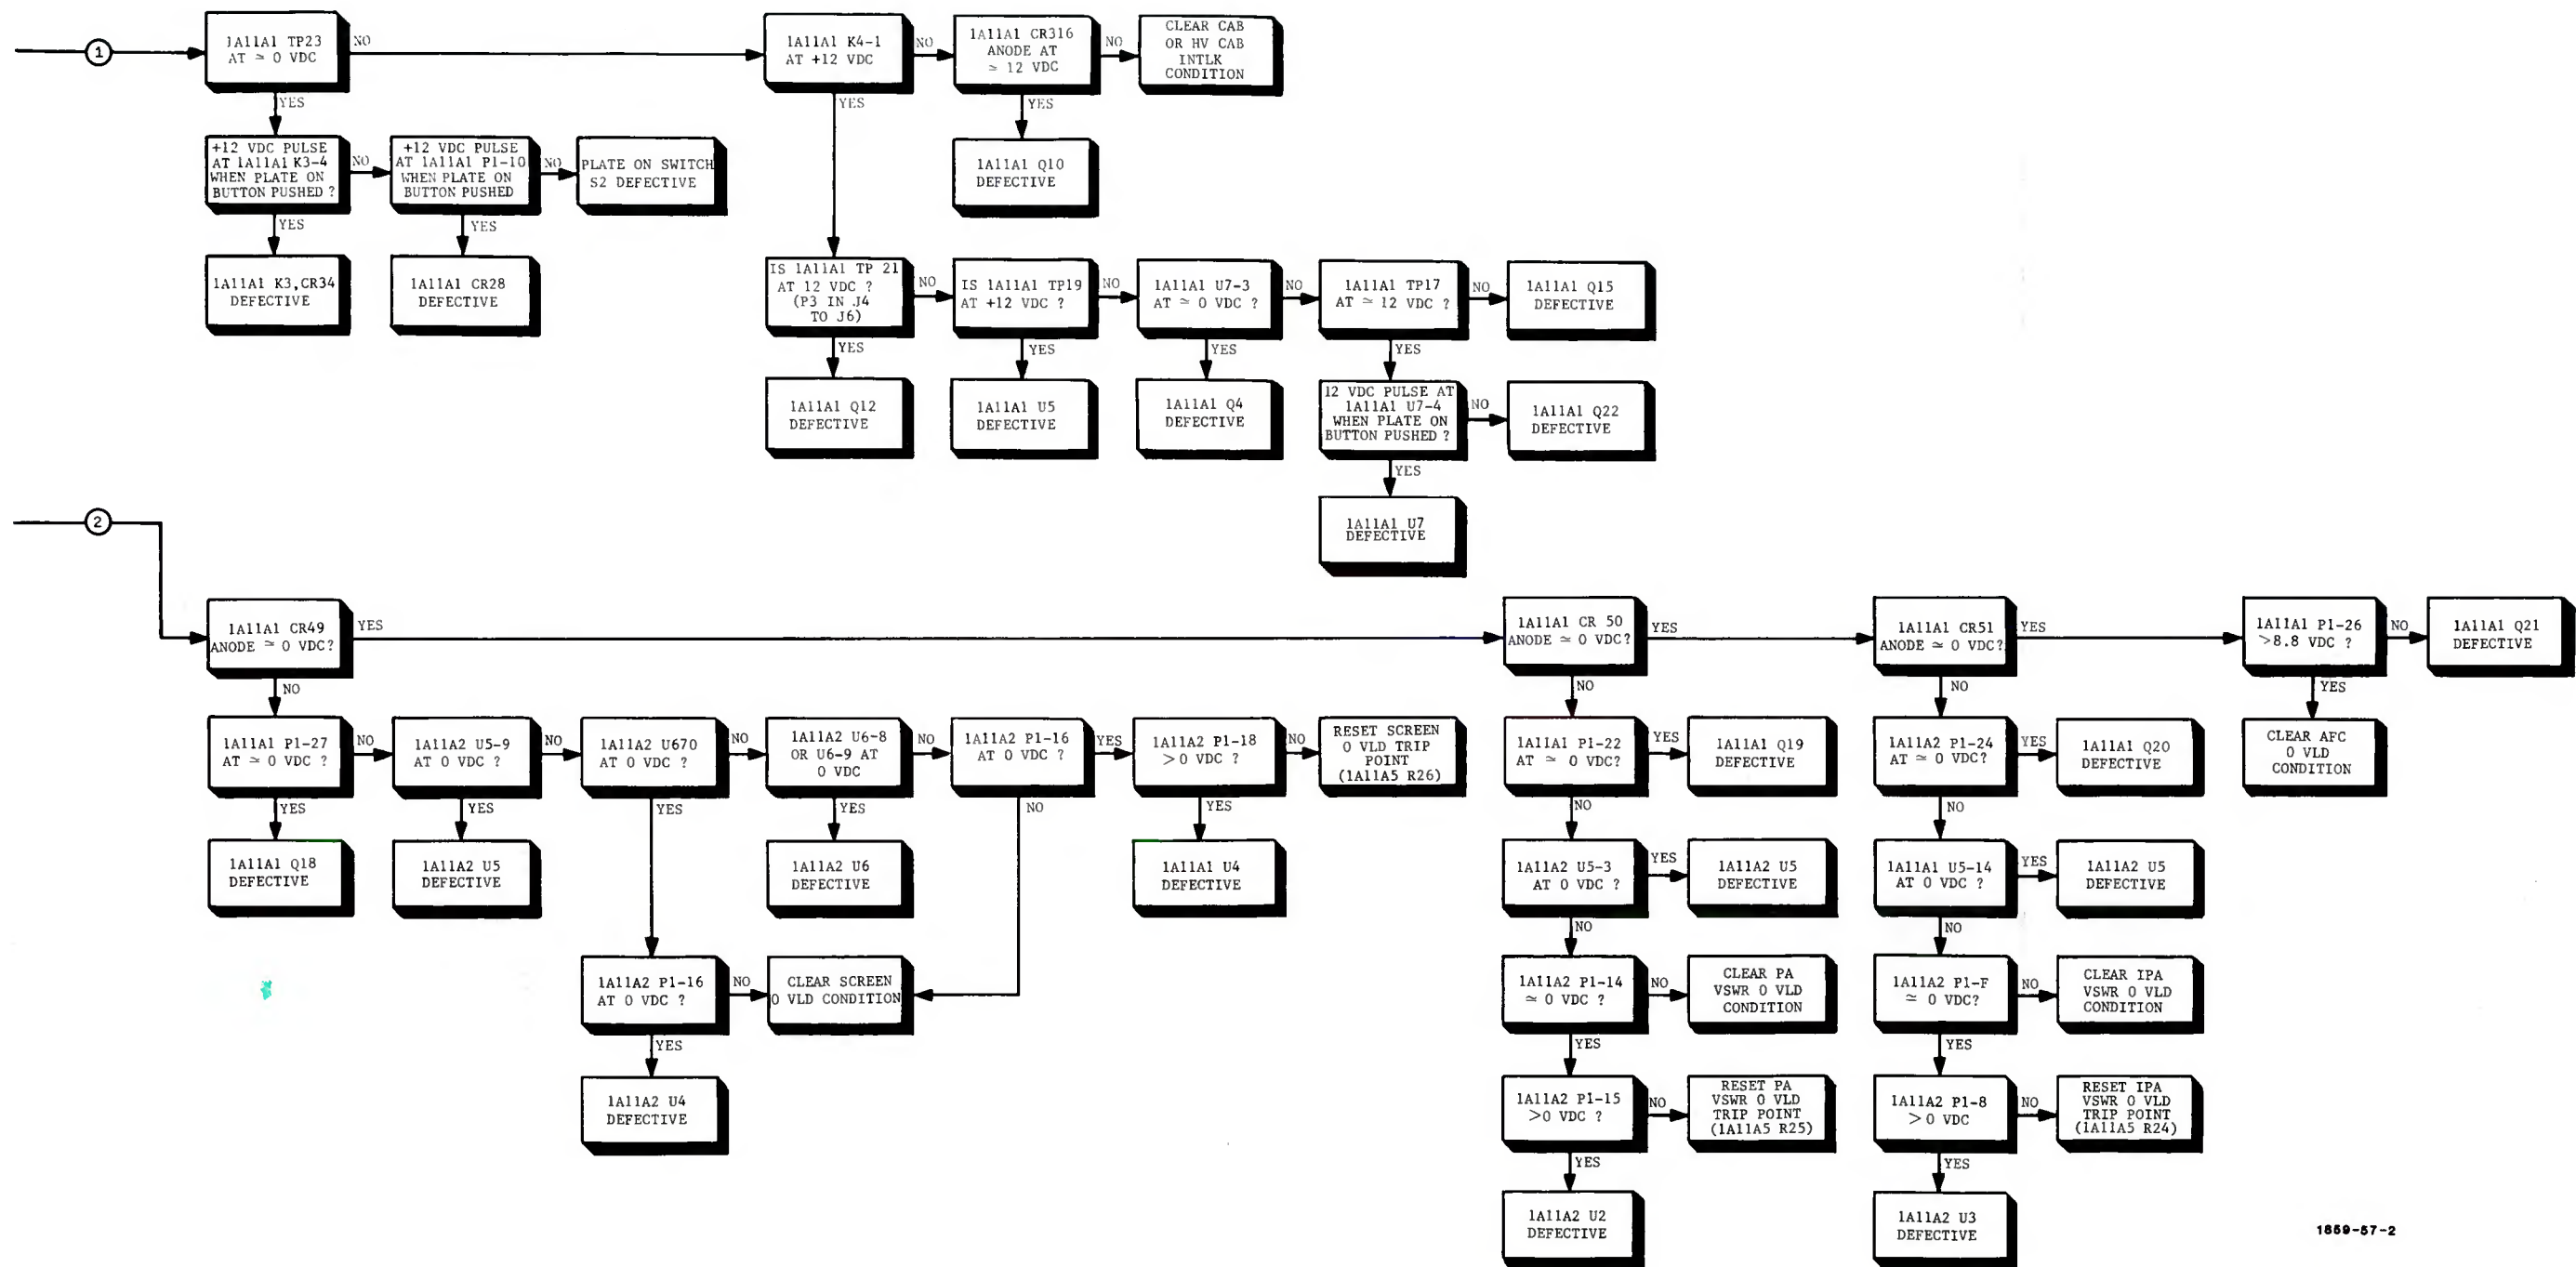 1
1A11A1 TP23
AT ≃ 0 VDC
NO
1A11A1 K4-1
AT +12 VDC
NO
1A11A1 CR316
ANODE AT
≃ 12 VDC
NO
CLEAR CAB
OR HV CAB
INTLK
CONDITION
YES
YES
YES
+12 VDC PULSE
AT 1A11A1 K3-4
WHEN PLATE ON
BUTTON PUSHED ?
NO
+12 VDC PULSE
AT 1A11A1 P1-10
WHEN PLATE ON
BUTTON PUSHED
NO
PLATE ON SWITCH
S2 DEFECTIVE
1A11A1 Q10
DEFECTIVE
YES
YES
1A11A1 K3,CR34
DEFECTIVE
1A11A1 CR28
DEFECTIVE
IS 1A11A1 TP 21
AT 12 VDC ?
(P3 IN J4
TO J6)
NO
IS 1A11A1 TP19
AT +12 VDC ?
NO
1A11A1 U7-3
AT ≃ 0 VDC ?
NO
1A11A1 TP17
AT ≃ 12 VDC ?
NO
1A11A1 Q15
DEFECTIVE
YES
YES
YES
YES
1A11A1 Q12
DEFECTIVE
1A11A1 U5
DEFECTIVE
1A11A1 Q4
DEFECTIVE
12 VDC PULSE AT
1A11A1 U7-4
WHEN PLATE ON
BUTTON PUSHED ?
NO
1A11A1 Q22
DEFECTIVE
YES
1A11A1 U7
DEFECTIVE
2
1A11A1 CR49
ANODE ≃ 0 VDC?
YES
1A11A1 CR 50
ANODE ≃ 0 VDC?
YES
1A11A1 CR51
ANODE ≃ 0 VDC?
YES
1A11A1 P1-26
>8.8 VDC ?
NO
1A11A1 Q21
DEFECTIVE
NO
NO
NO
YES
1A11A1 P1-27
AT ≃ 0 VDC ?
NO
1A11A2 U5-9
AT 0 VDC ?
NO
1A11A2 U670
AT 0 VDC ?
NO
1A11A2 U6-8
OR U6-9 AT
0 VDC
NO
1A11A2 P1-16
AT 0 VDC ?
YES
1A11A2 P1-18
>0 VDC ?
NO
RESET SCREEN
O VLD TRIP
POINT
(1A11A5 R26)
1A11A1 P1-22
AT ≃ 0 VDC?
YES
1A11A1 Q19
DEFECTIVE
1A11A2 P1-24
AT ≃ 0 VDC?
YES
1A11A1 Q20
DEFECTIVE
CLEAR AFC
O VLD
CONDITION
YES
YES
YES
YES
NO
YES
NO
NO
1A11A1 Q18
DEFECTIVE
1A11A2 U5
DEFECTIVE
1A11A2 U6
DEFECTIVE
1A11A1 U4
DEFECTIVE
1A11A2 U5-3
AT 0 VDC ?
YES
1A11A2 U5
DEFECTIVE
1A11A1 U5-14
AT 0 VDC ?
YES
1A11A2 U5
DEFECTIVE
NO
NO
1A11A2 P1-16
AT 0 VDC ?
NO
CLEAR SCREEN
O VLD CONDITION
1A11A2 P1-14
≃ 0 VDC ?
NO
CLEAR PA
VSWR O VLD
CONDITION
1A11A2 P1-F
≃ 0 VDC?
NO
CLEAR IPA
VSWR O VLD
CONDITION
YES
YES
YES
1A11A2 U4
DEFECTIVE
1A11A2 P1-15
>0 VDC ?
NO
RESET PA
VSWR O VLD
TRIP POINT
(1A11A5 R25)
1A11A2 P1-8
>0 VDC
NO
RESET IPA
VSWR O VLD
TRIP POINT
(1A11A5 R24)
YES
YES
1A11A2 U2
DEFECTIVE
1A11A2 U3
DEFECTIVE
1859-57-2